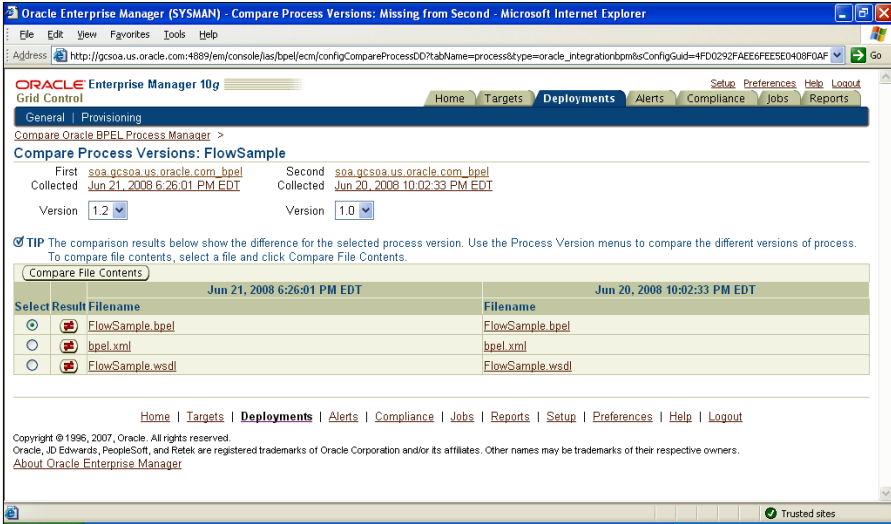 Oracle Enterprise Manager (SYSMAN) - Compare Process Versions: Missing from Second - Microsoft Internet Explorer
File Edit View Favorites Tools Help
Address http://gcsoa.us.oracle.com:4889/em/console/ias/bpel/ecm/configCompareProcessDD?tabName=process&type=oracle_integrationbpm&sConfigGuid=4FD0292FAEE6FEE5E0408F0AF Go
ORACLE Enterprise Manager 10g
Grid Control
Setup Preferences Help Logout
Home Targets Deployments Alerts Compliance Jobs Reports
General | Provisioning
Compare Oracle BPEL Process Manager >
Compare Process Versions: FlowSample
First soa.gcsoa.us.oracle.com_bpel Second soa.gcsoa.us.oracle.com_bpel
Collected Jun 21, 2008 6:26:01 PM EDT Collected Jun 20, 2008 10:02:33 PM EDT
Version 1.2 Version 1.0
TIP The comparison results below show the difference for the selected process version. Use the Process Version menus to compare the different versions of process.
To compare file contents, select a file and click Compare File Contents.
Compare File Contents
Jun 21, 2008 6:26:01 PM EDT Jun 20, 2008 10:02:33 PM EDT
Select Result Filename Filename
FlowSample.bpel FlowSample.bpel
bpel.xml bpel.xml
FlowSample.wsdl FlowSample.wsdl
Home | Targets | Deployments | Alerts | Compliance | Jobs | Reports | Setup | Preferences | Help | Logout
Copyright © 1996, 2007, Oracle. All rights reserved.
Oracle, JD Edwards, PeopleSoft, and Retek are registered trademarks of Oracle Corporation and/or its affiliates. Other names may be trademarks of their respective owners.
About Oracle Enterprise Manager
Trusted sites